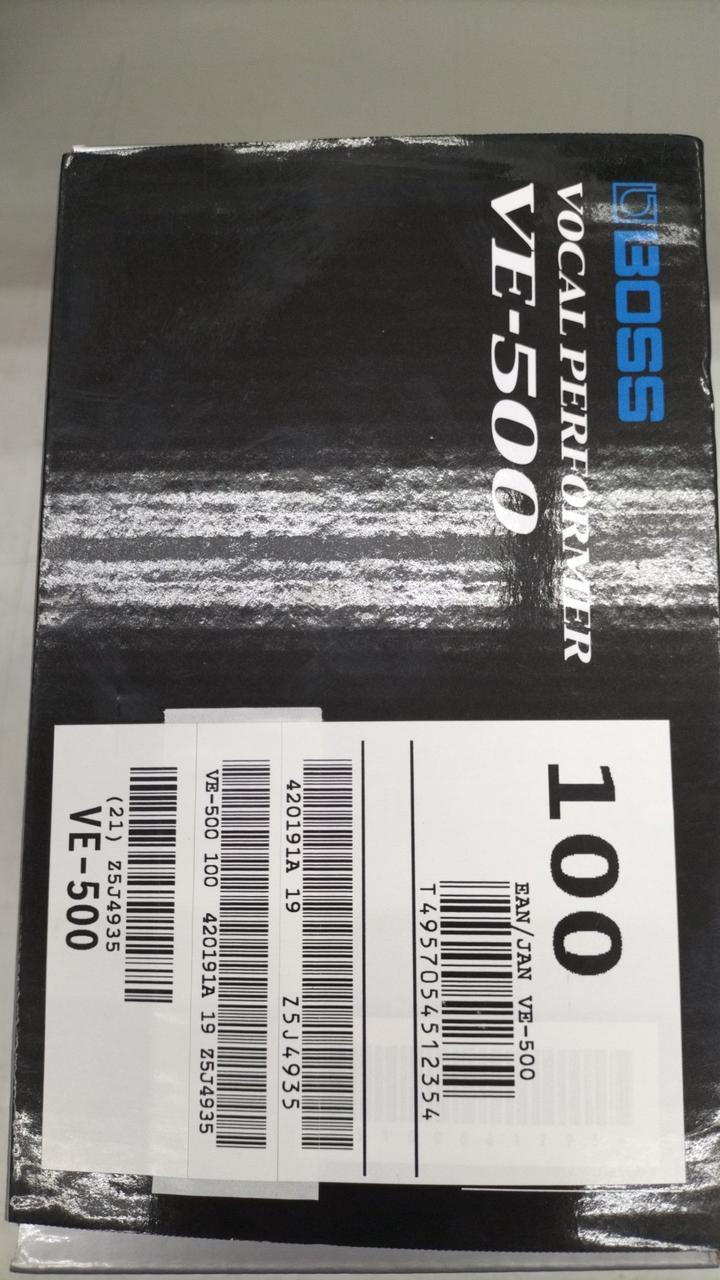 BOSS
VOCAL PERFORMER
VE-500
100
EAN/JAN VE-500
T4957054512354
420191A 19 Z5J4935
VE-500 100 420191A 19 Z5J4935
(21) Z5J4935
VE-500